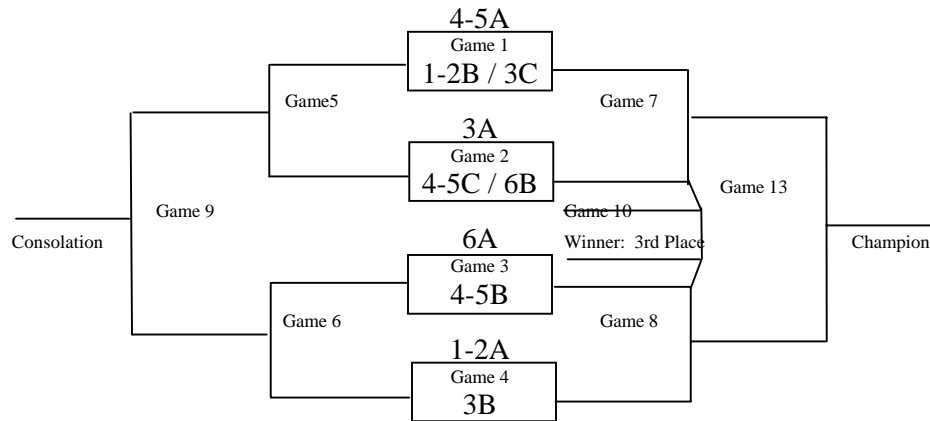 4-5A
Game 1
1-2B / 3C
Game5
Game 7
3A
Game 2
4-5C / 6B
Game 13
Game 9
Game 10
Consolation
6A
Winner: 3rd Place
Champion
Game 3
4-5B
Game 6
Game 8
1-2A
Game 4
3B